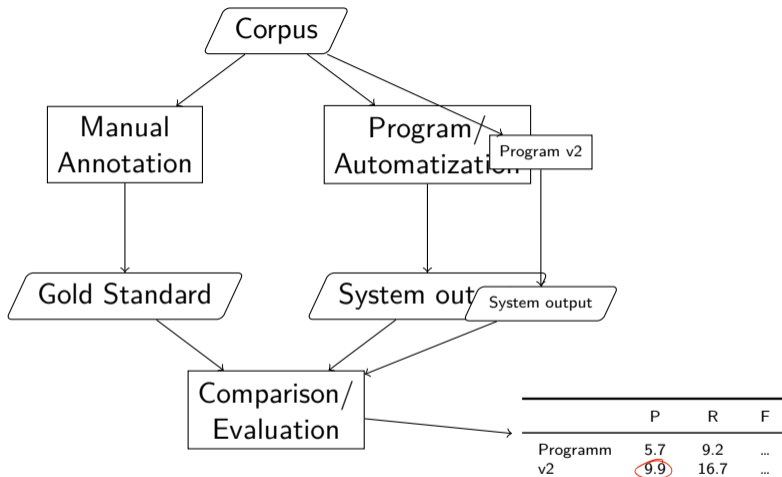 Corpus
Manual
Annotation
Program/
Automatization
Program v2
Gold Standard
System out
System output
Comparison/
Evaluation
P R F
Programm 5.7 9.2 ...
v2 9.9 16.7 ...